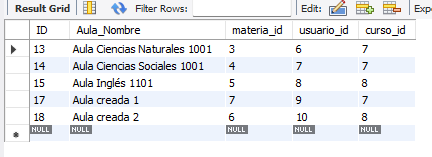 Result Grid Filter Rows: Edit: Expo
ID Aula_Nombre materia_id usuario_id curso_id
13 Aula Ciencias Naturales 1001 3 6 7
14 Aula Ciencias Sociales 1001 4 7 7
15 Aula Inglés 1101 5 8 8
17 Aula creada 1 7 9 7
18 Aula creada 2 6 10 8
NULL NULL NULL NULL NULL